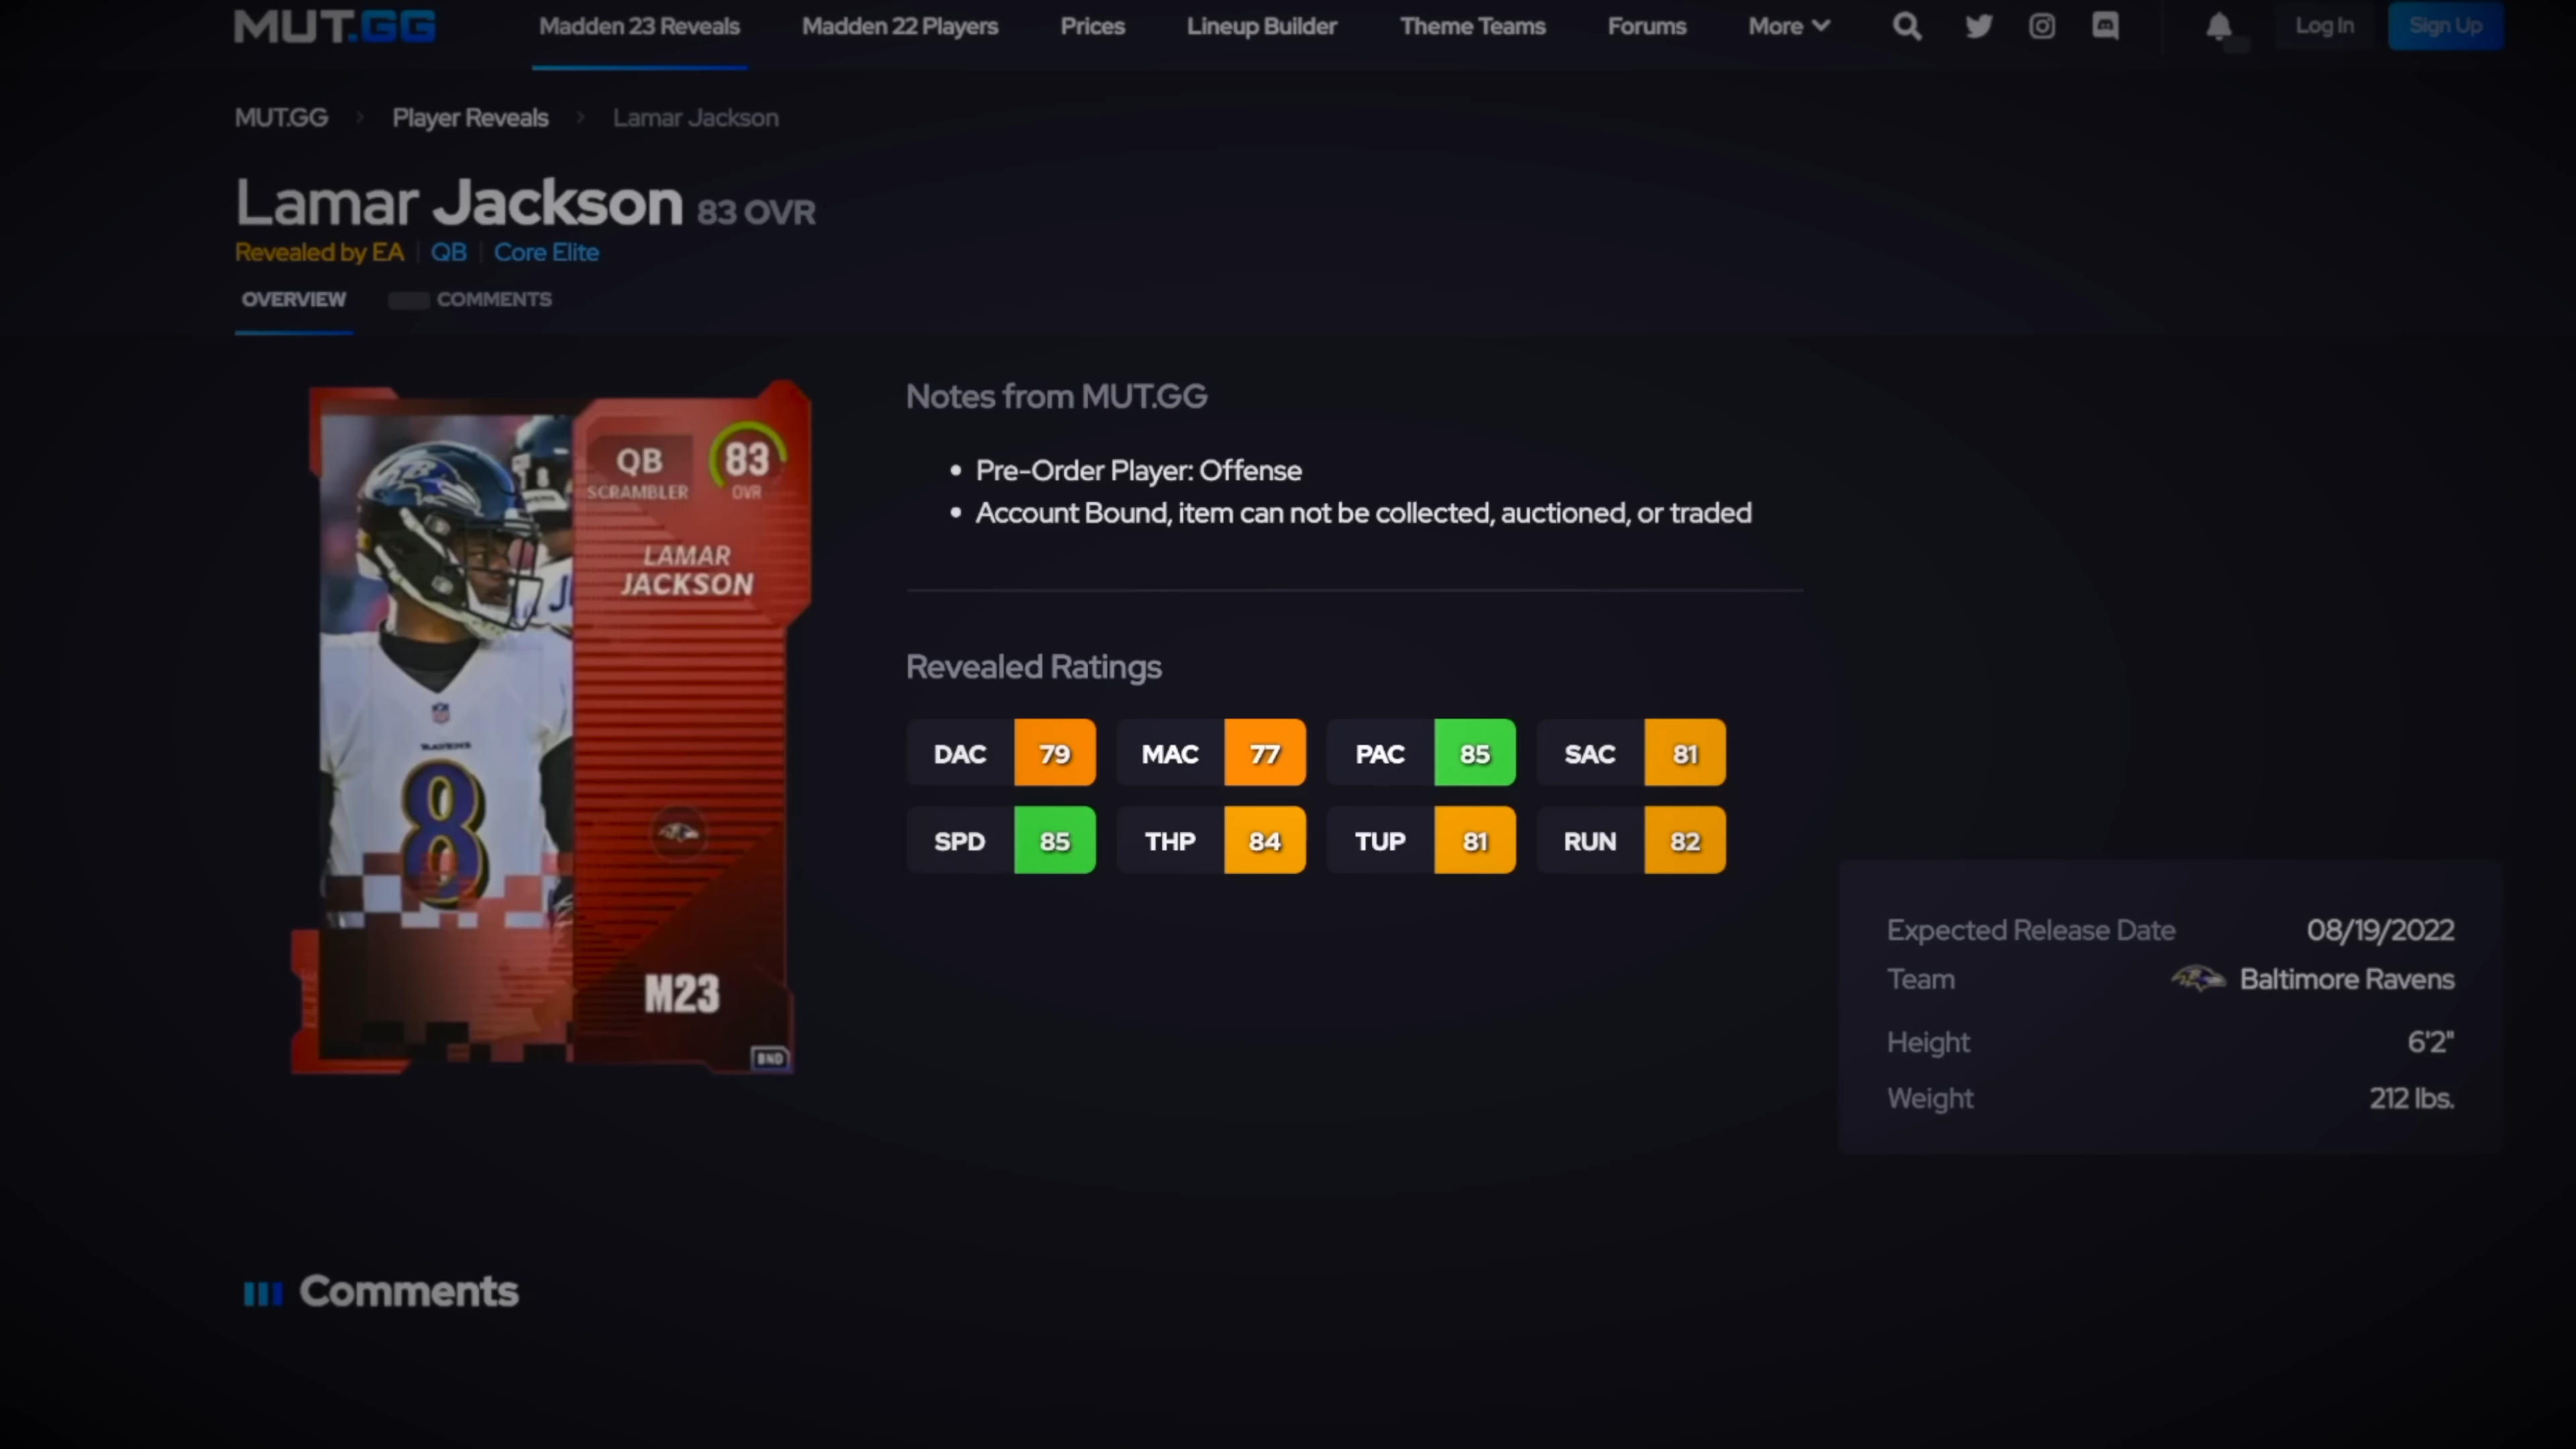 MUT.GG Madden 23 Reveals Madden 22 Players Prices Lineup Builder Theme Teams Forums More Log In Sign Up
MUT.GG > Player Reveals > Lamar Jackson
Lamar Jackson 83 OVR
Revealed by EA QB Core Elite
OVERVIEW COMMENTS
QB
SCRAMBLER
83
OVR
LAMAR
JACKSON
RAVENS
8
M23
BND
Notes from MUT.GG
• Pre-Order Player: Offense
• Account Bound, item can not be collected, auctioned, or traded
Revealed Ratings
DAC 79 MAC 77 PAC 85 SAC 81
SPD 85 THP 84 TUP 81 RUN 82
Expected Release Date 08/19/2022
Team Baltimore Ravens
Height 6'2"
Weight 212 lbs.
Comments